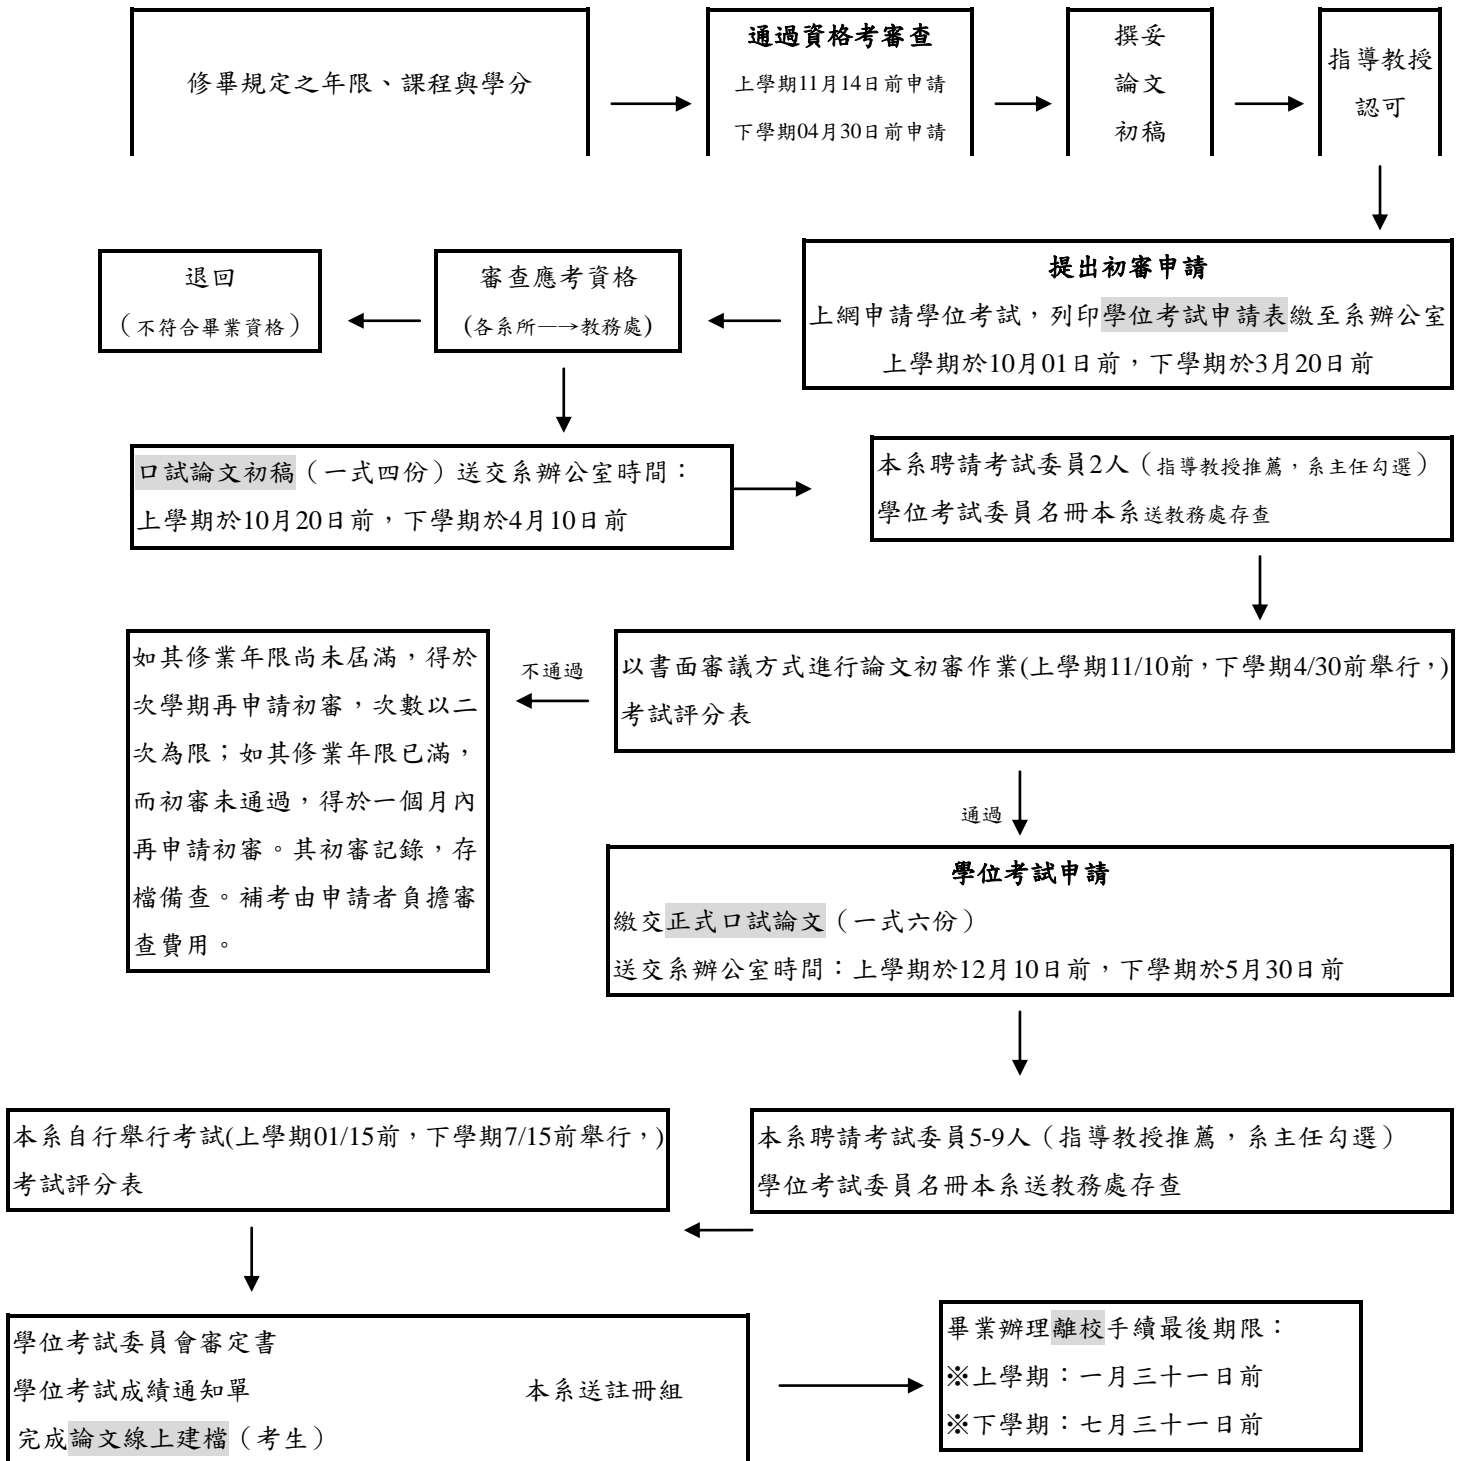 修畢規定之年限、課程與學分
通過資格考審查
上學期11月14日前申請
下學期04月30日前申請
撰妥
論文
初稿
指導教授
認可
提出初審申請
上網申請學位考試，列印學位考試申請表繳至系辦公室
上學期於10月01日前，下學期於3月20日前
審查應考資格
(各系所─→教務處)
退回
（不符合畢業資格）
口試論文初稿（一式四份）送交系辦公室時間：
上學期於10月20日前，下學期於4月10日前
本系聘請考試委員2人（指導教授推薦，系主任勾選）
學位考試委員名冊本系送教務處存查
以書面審議方式進行論文初審作業(上學期11/10前，下學期4/30前舉行，)
考試評分表
不通過
如其修業年限尚未屆滿，得於
次學期再申請初審，次數以二
次為限；如其修業年限已滿，
而初審未通過，得於一個月內
再申請初審。其初審記錄，存
檔備查。補考由申請者負擔審
查費用。
通過
學位考試申請
繳交正式口試論文（一式六份）
送交系辦公室時間：上學期於12月10日前，下學期於5月30日前
本系聘請考試委員5-9人（指導教授推薦，系主任勾選）
學位考試委員名冊本系送教務處存查
本系自行舉行考試(上學期01/15前，下學期7/15前舉行，)
考試評分表
學位考試委員會審定書
學位考試成績通知單 本系送註冊組
完成論文線上建檔（考生）
畢業辦理離校手續最後期限：
※上學期：一月三十一日前
※下學期：七月三十一日前